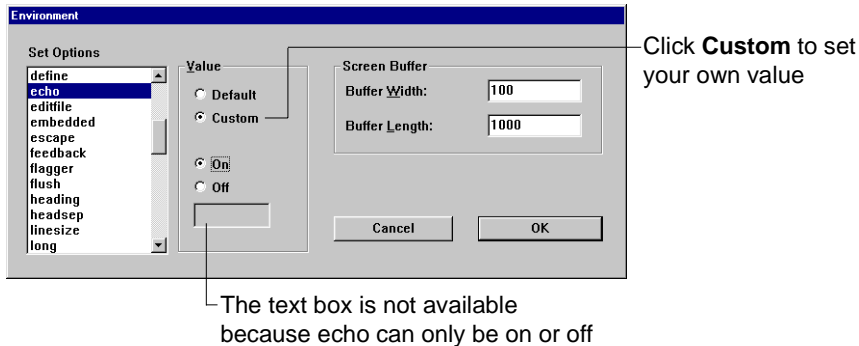 Environment
Set Options
define
echo
editfile
embedded
escape
feedback
flagger
flush
heading
headsep
linesize
long
Value
Default
Custom
On
Off
Screen Buffer
Buffer Width:
100
Buffer Length:
1000
Cancel
OK
Click Custom to set
your own value
The text box is not available
because echo can only be on or off